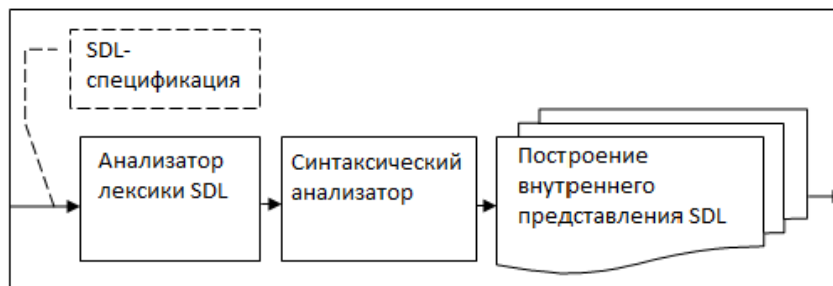 SDL-
спецификация
Анализатор
лексики SDL
Синтаксический
анализатор
Построение
внутреннего
представления SDL